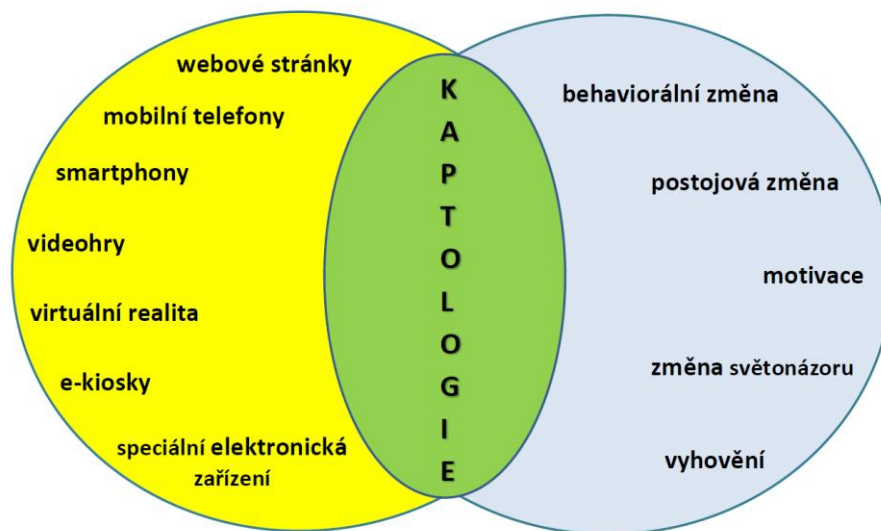 webové stránky
mobilní telefony
smartphony
videohry
virtuální realita
e-kiosky
speciální elektronická
zařízení
K
A
P
T
O
L
O
G
I
E
behaviorální změna
postojová změna
motivace
změna světonázoru
vyhovění